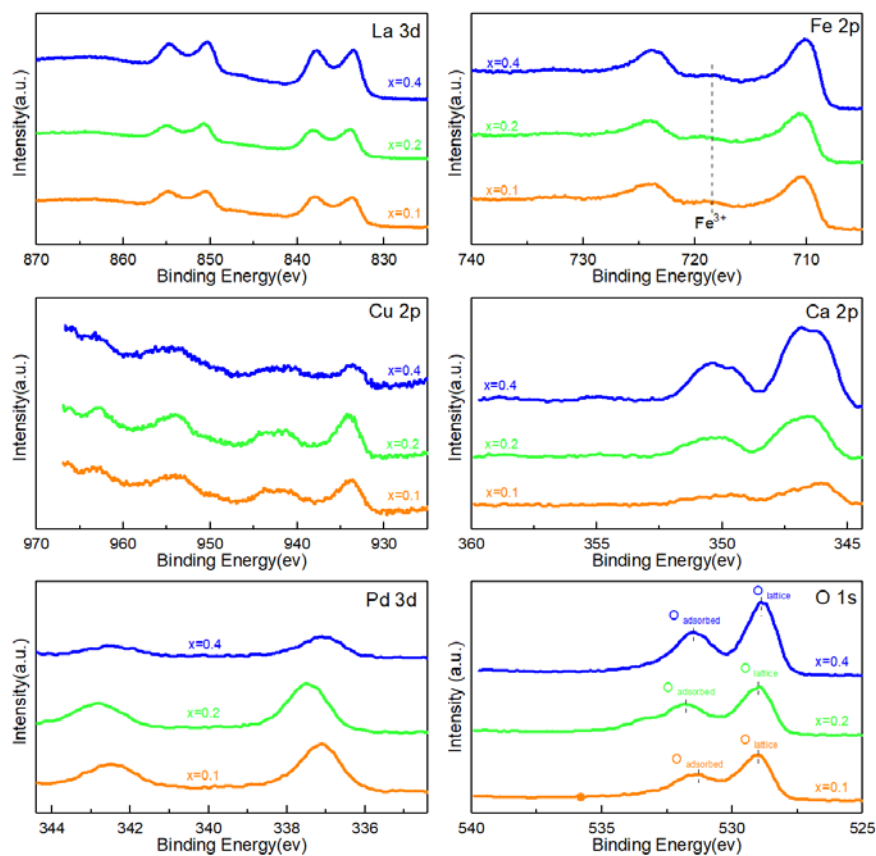 La 3d
Intensity(a.u.)
x=0.4
x=0.2
x=0.1
870 860 850 840 830
Binding Energy(ev)
Fe 2p
Intensity(a.u.)
x=0.4
x=0.2
x=0.1
Fe3+
740 730 720 710
Binding Energy(ev)
Cu 2p
Intensity(a.u.)
x=0.4
x=0.2
x=0.1
970 960 950 940 930
Binding Energy(ev)
Ca 2p
Intensity(a.u.)
x=0.4
x=0.2
x=0.1
360 355 350 345
Binding Energy(ev)
Pd 3d
Intensity(a.u.)
x=0.4
x=0.2
x=0.1
344 342 340 338 336
Binding Energy(ev)
O 1s
Intensity (a.u.)
O lattice
O adsorbed
x=0.4
O lattice
O adsorbed
x=0.2
O lattice
O adsorbed
x=0.1
540 535 530 525
Binding Energy(ev)